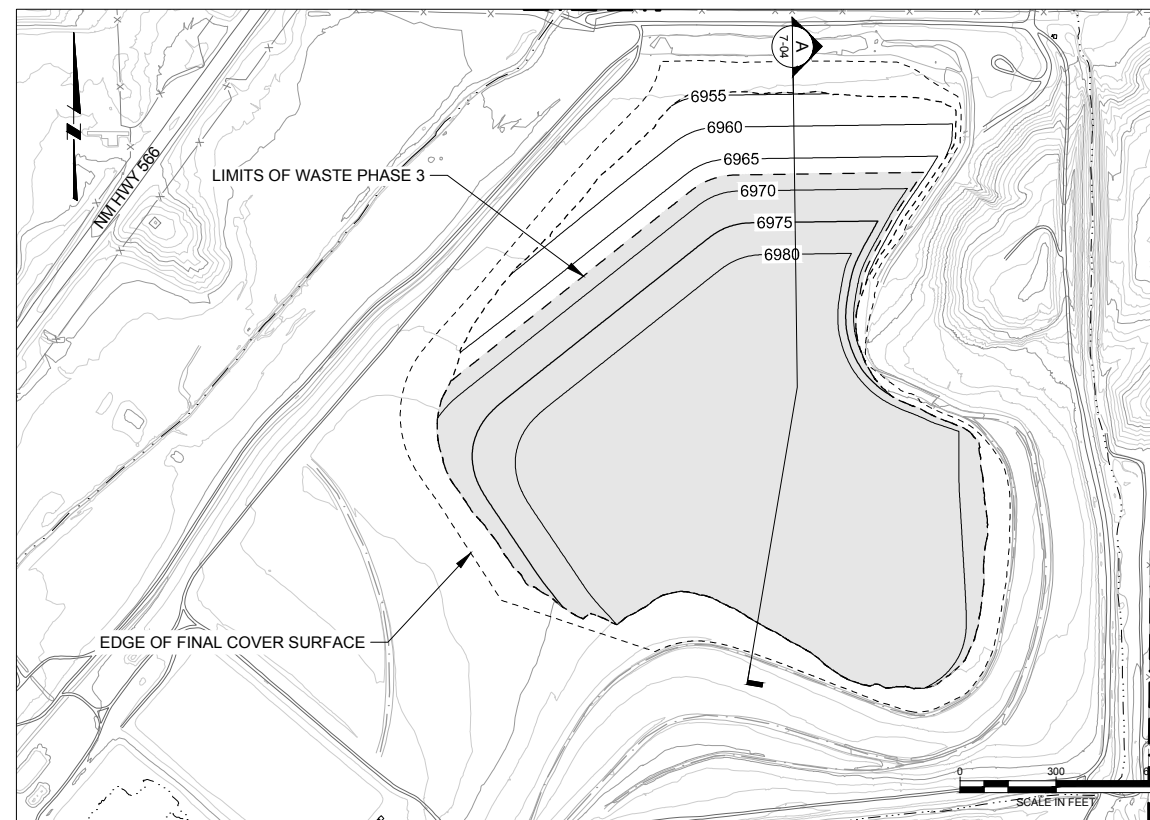 A
7-04
6955
6960
6965
6970
6975
6980
LIMITS OF WASTE PHASE 3
NM HWY 566
EDGE OF FINAL COVER SURFACE
0
300
SCALE IN FEET